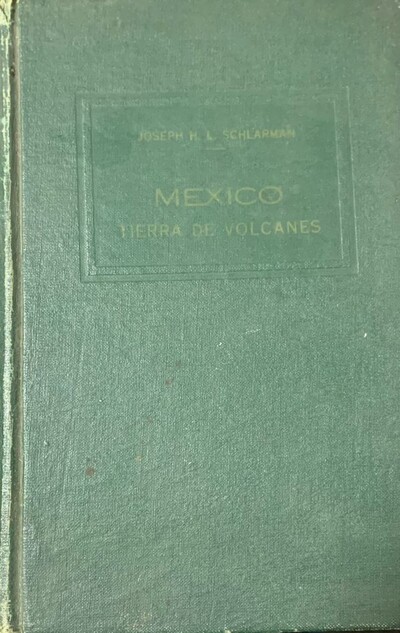 JOSEPH H. L. SCHLARMAN
MEXICO
TIERRA DE VOLCANES